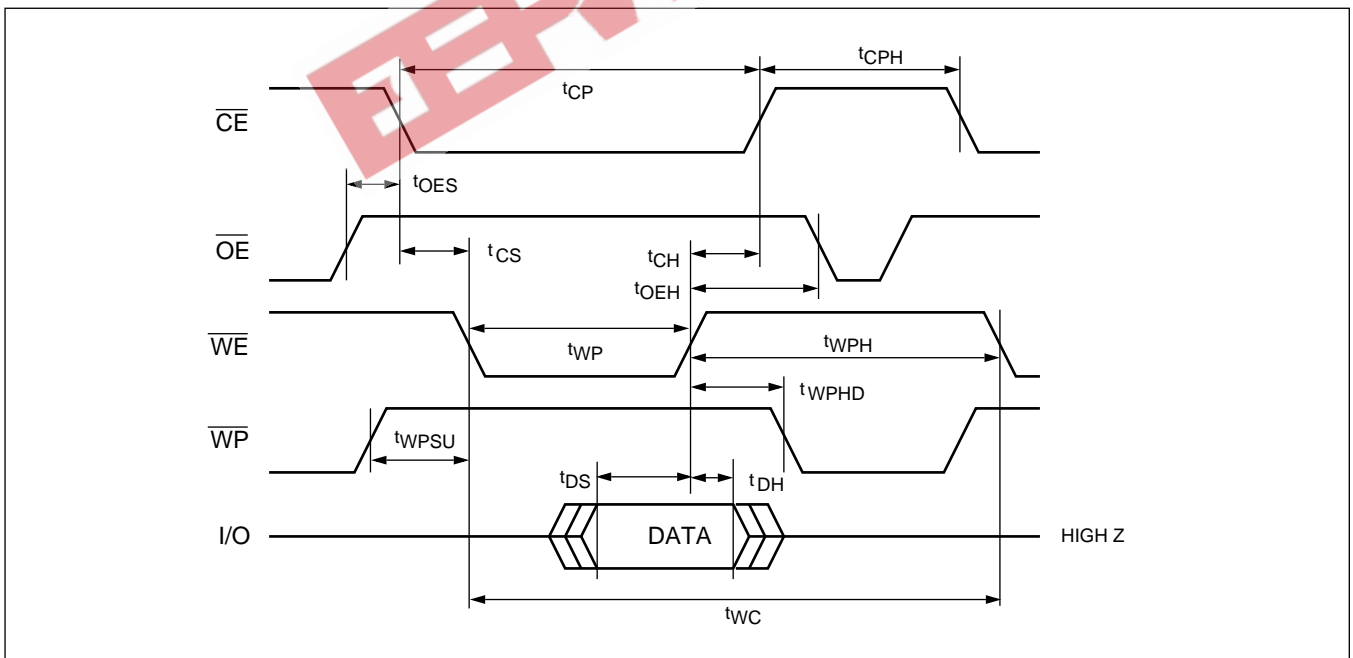 tCPH
tCP
CE
tOES
OE
tCS
tCH
tOEH
WE
tWP
tWPH
tWPHD
WP
tWPSU
tDS
tDH
I/O
DATA
HIGH Z
tWC